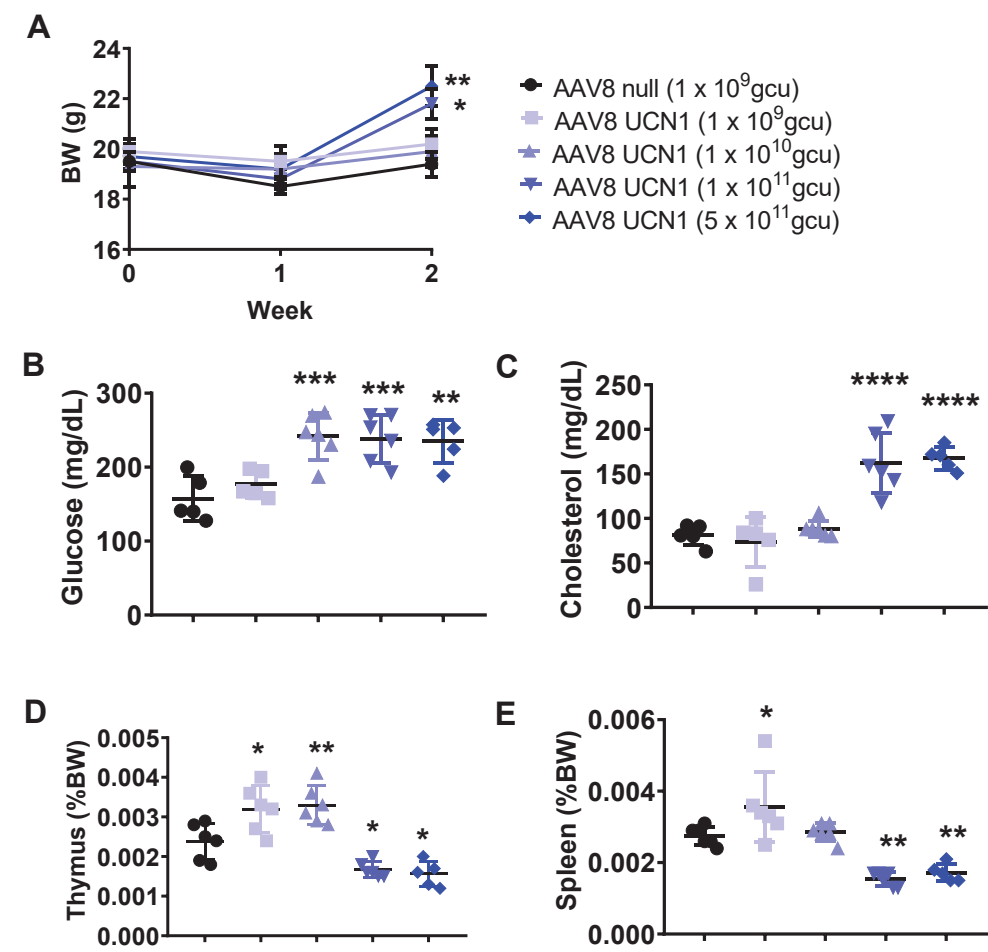 A
24
22
20
18
16
BW (g)
0 1 2
Week
**
*
AAV8 null (1 x 10⁹gcu)
AAV8 UCN1 (1 x 10⁹gcu)
AAV8 UCN1 (1 x 10¹⁰gcu)
AAV8 UCN1 (1 x 10¹¹gcu)
AAV8 UCN1 (5 x 10¹¹gcu)
B
Glucose (mg/dL)
300
200
100
0
*** *** **
C
Cholesterol (mg/dL)
250
200
150
100
50
0
**** ****
D
Thymus (%BW)
0.005
0.004
0.003
0.002
0.001
0.000
* ** * *
E
Spleen (%BW)
0.006
0.004
0.002
0.000
* ** **